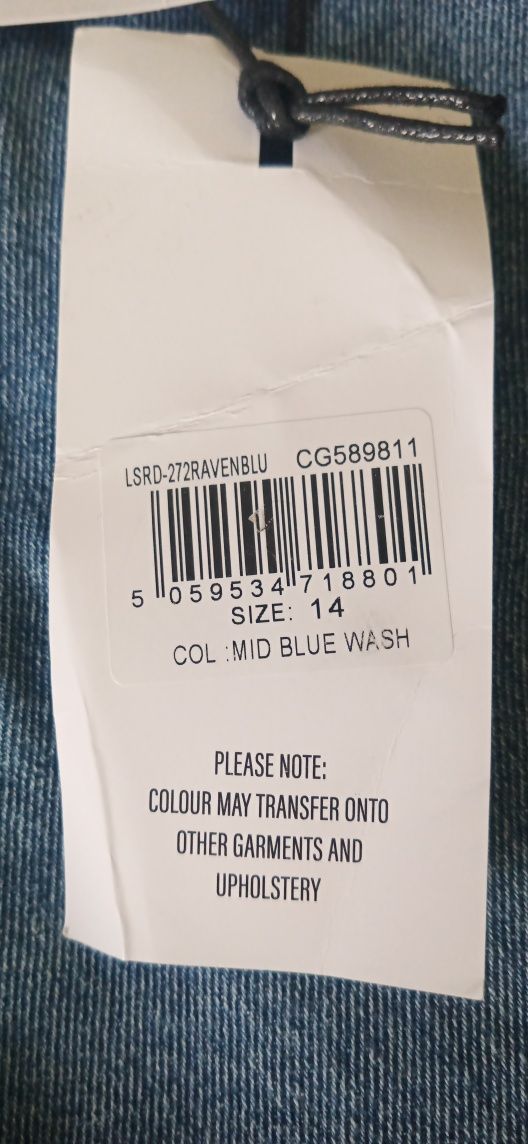 LSRD-272RAVENBLU CG589811
5 059534 718801
SIZE: 14
COL :MID BLUE WASH
PLEASE NOTE:
COLOUR MAY TRANSFER ONTO
OTHER GARMENTS AND
UPHOLSTERY